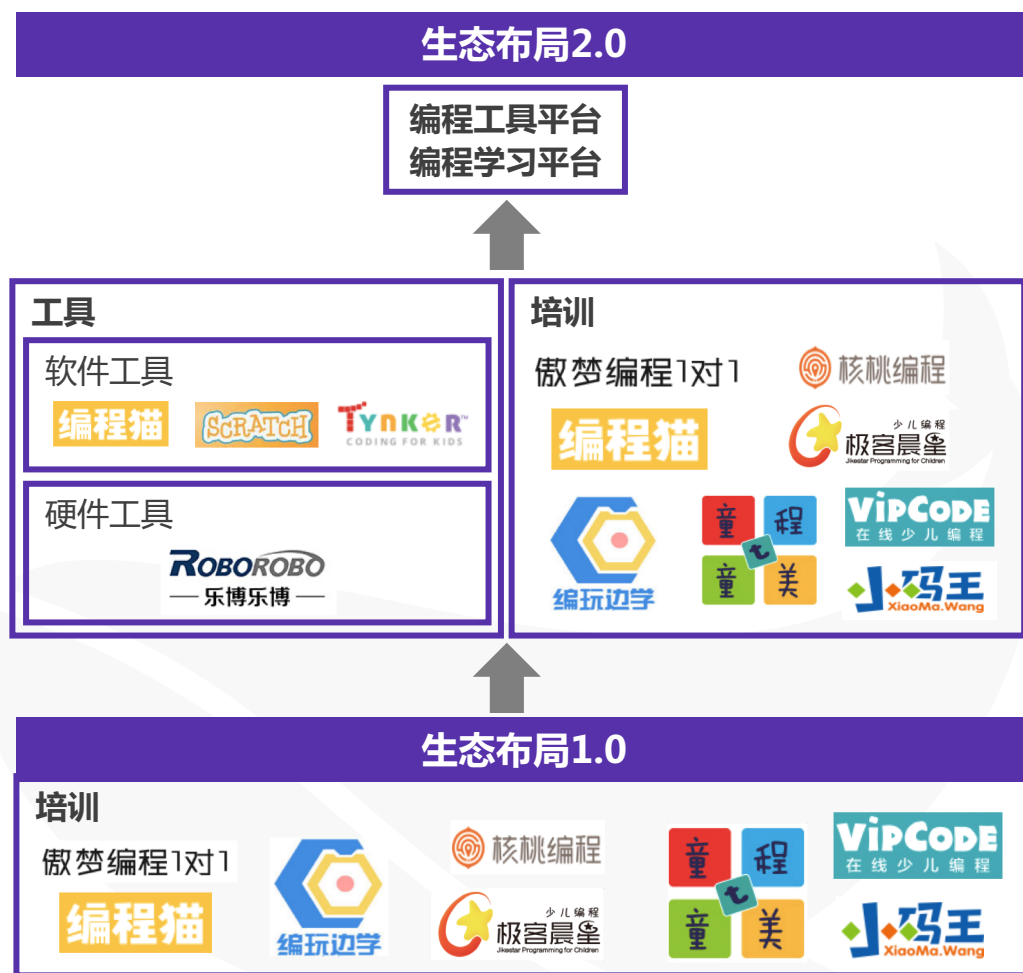 生态布局2.0
编程工具平台
编程学习平台
工具
软件工具
编程猫
SCRATCH
TYNKER™
CODING FOR KIDS
硬件工具
ROBOROBO
乐博乐博
培训
傲梦编程1对1
核桃编程
编程猫
少儿编程
极客晨星
Jikestar Programming for Children
编玩边学
童程
t
童美
VIPCODE
在线少儿编程
小码王
XiaoMa.Wang
生态布局1.0
培训
傲梦编程1对1
编程猫
编玩边学
核桃编程
少儿编程
极客晨星
Jikestar Programming for Children
童程
t
童美
VIPCODE
在线少儿编程
小码王
XiaoMa.Wang